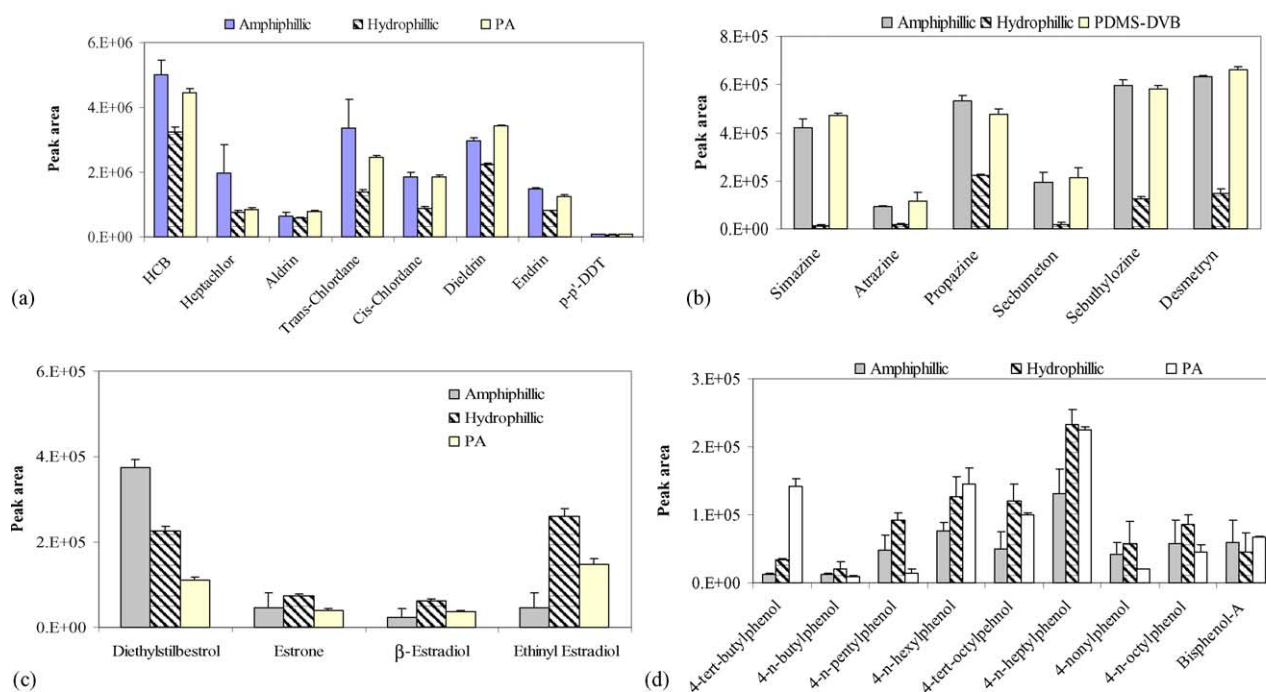 Amphiphillic Hydrophillic PA
6.E+06
4.E+06
2.E+06
0.E+00
Peak area
HCB
Heptachlor
Aldrin
Trans-Chlordane
Cis-Chlordane
Dieldrin
Endrin
p-p'-DDT
(a)
Amphiphillic Hydrophillic PDMS-DVB
8.E+05
6.E+05
4.E+05
2.E+05
0.E+00
Peak area
Simazine
Atrazine
Propazine
Secbumeton
Sebuthylozine
Desmetryn
(b)
6.E+05
4.E+05
2.E+05
0.E+00
Peak area
Amphiphillic
Hydrophillic
PA
Diethylstilbestrol Estrone β-Estradiol Ethinyl Estradiol
(c)
Amphiphillic Hydrophillic PA
3.E+05
2.E+05
1.E+05
0.E+00
Peak area
4-tert-butylphenol
4-n-butylphenol
4-n-pentylphenol
4-n-hexylphenol
4-tert-octylpehnol
4-n-heptylphenol
4-nonylphenol
4-n-octylphenol
Bisphenol-A
(d)